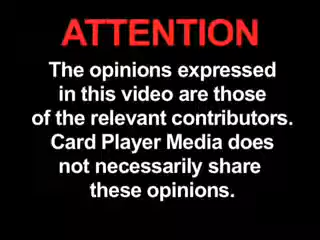 ATTENTION
The opinions expressed
in this video are those
of the relevant contributors.
Card Player Media does
not necessarily share
these opinions.